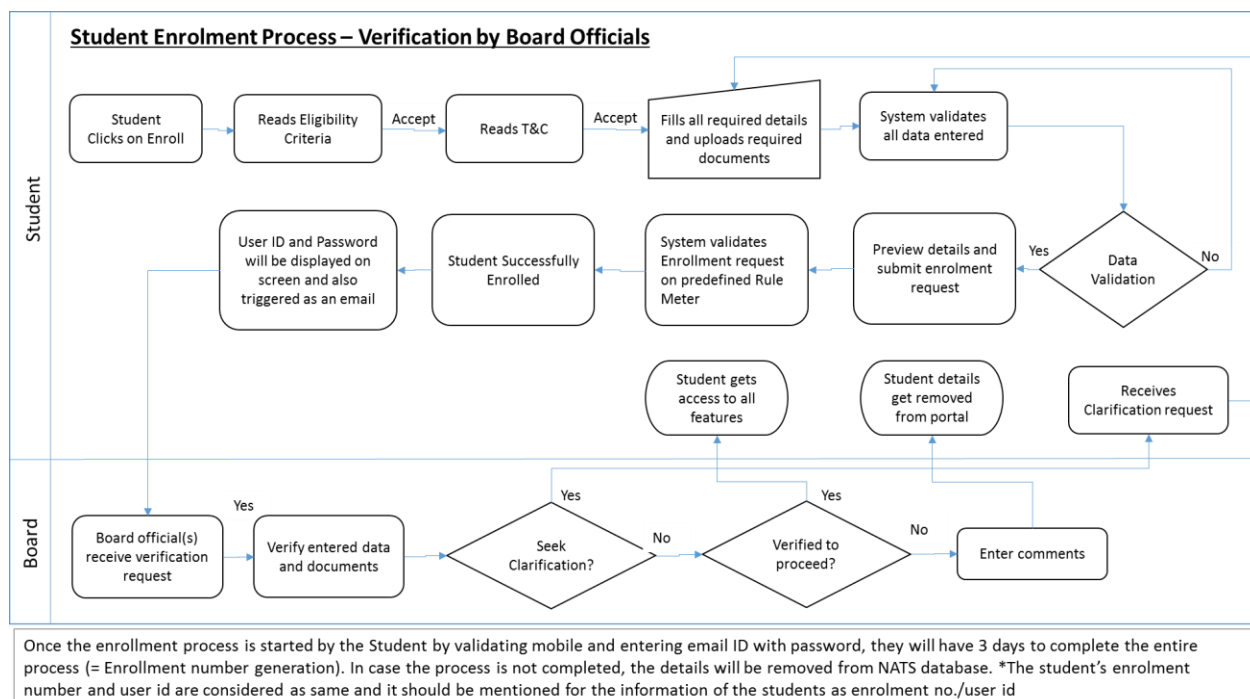 Student Enrolment Process – Verification by Board Officials
Student
Student
Clicks on Enroll
Reads Eligibility
Criteria
Accept
Reads T&C
Accept
Fills all required details
and uploads required
documents
System validates
all data entered
Data
Validation
No
Yes
Preview details and
submit enrolment
request
System validates
Enrollment request
on predefined Rule
Meter
Student Successfully
Enrolled
User ID and Password
will be displayed on
screen and also
triggered as an email
Student gets
access to all
features
Student details
get removed
from portal
Receives
Clarification request
Board
Board official(s)
receive verification
request
Yes
Verify entered data
and documents
Seek
Clarification?
Yes
No
Verified to
proceed?
Yes
No
Enter comments
Once the enrollment process is started by the Student by validating mobile and entering email ID with password, they will have 3 days to complete the entire
process (= Enrollment number generation). In case the process is not completed, the details will be removed from NATS database. *The student's enrolment
number and user id are considered as same and it should be mentioned for the information of the students as enrolment no./user id